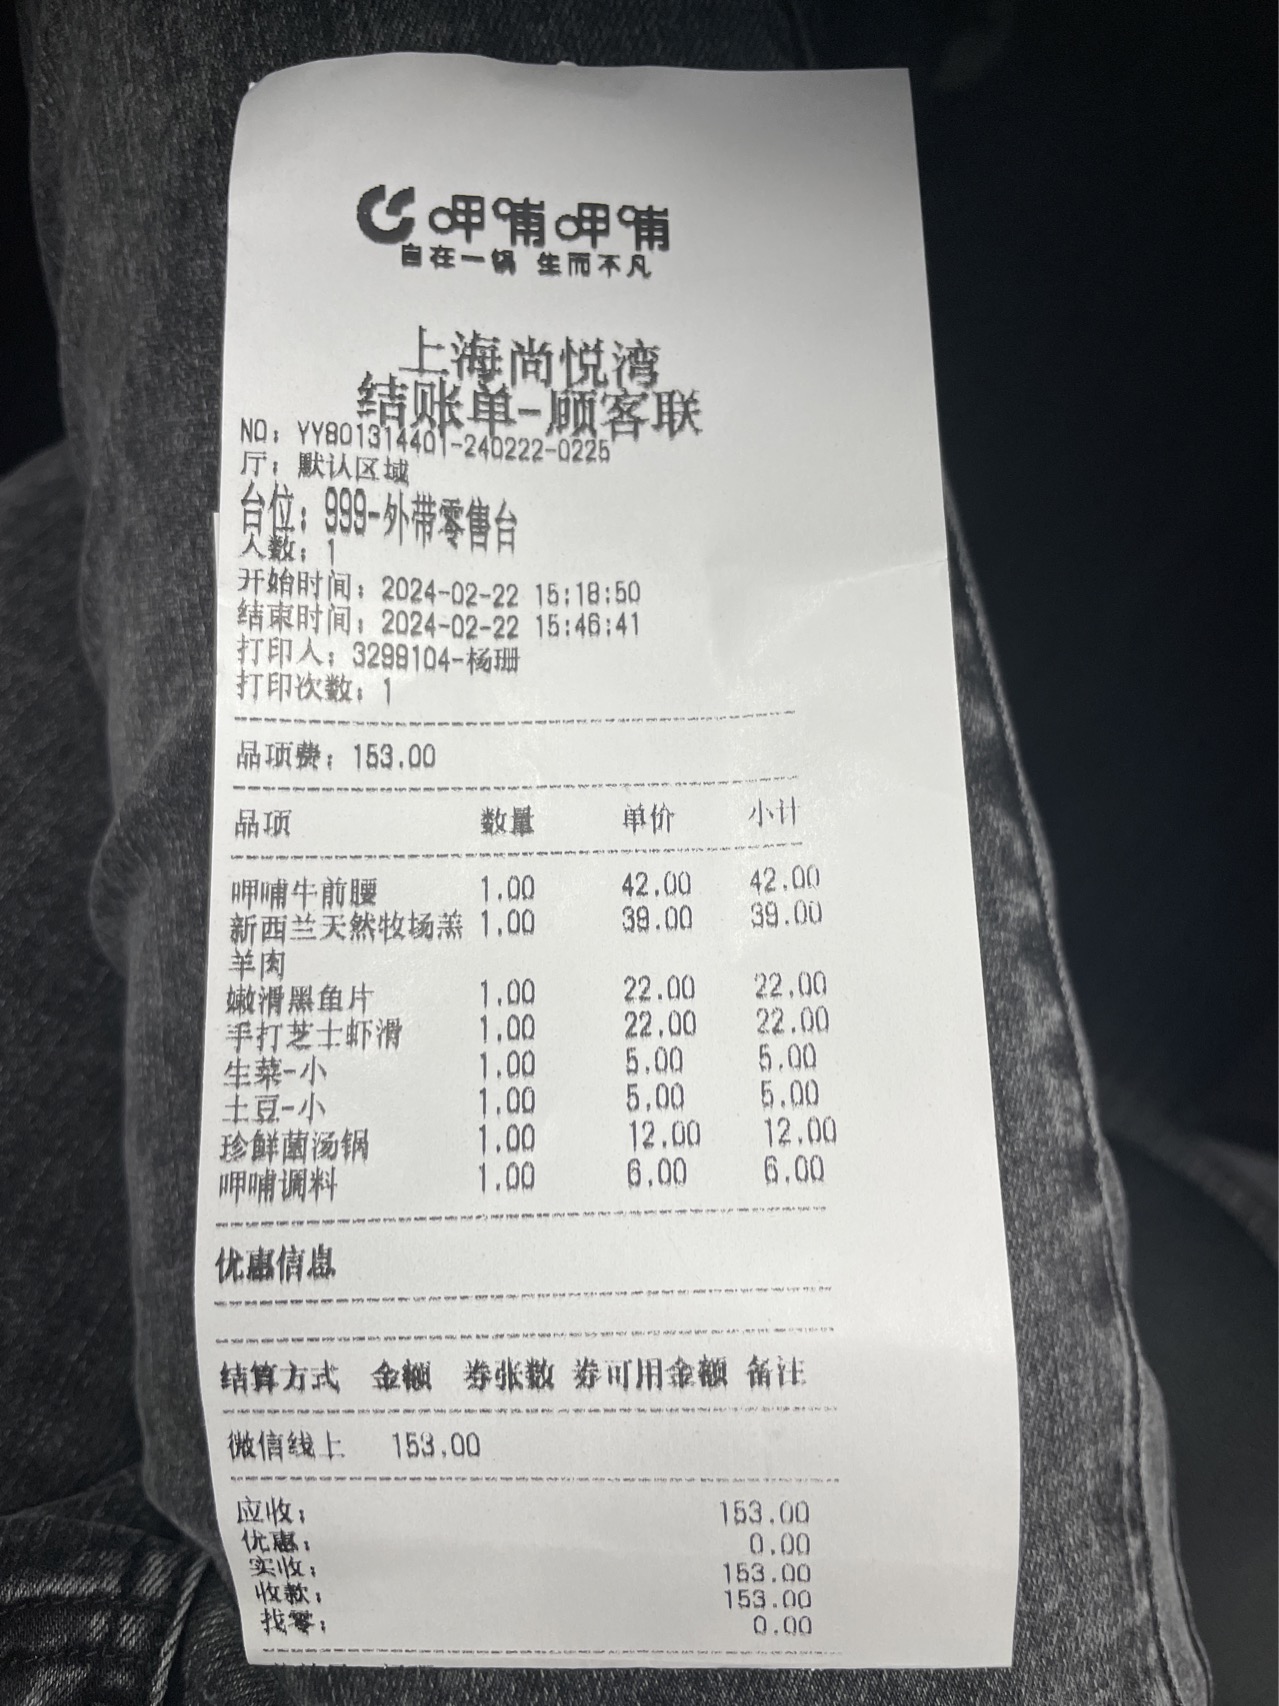 呷哺呷哺
自在一锅 生而不凡
上海尚悦湾
结账单-顾客联
NO: YY801314401-240222-0225
厅: 默认区域
台位: 999-外带零售台
人数: 1
开始时间: 2024-02-22 15:18:50
结束时间: 2024-02-22 15:46:41
打印人: 3299104-杨珊
打印次数: 1
品项费: 153.00
品项 数量 单价 小计
呷哺牛前腰 1.00 42.00 42.00
新西兰天然牧场羔 1.00 39.00 39.00
羊肉
嫩滑黑鱼片 1.00 22.00 22.00
手打芝士虾滑 1.00 22.00 22.00
生菜-小 1.00 5.00 5.00
土豆-小 1.00 5.00 5.00
珍鲜菌汤锅 1.00 12.00 12.00
呷哺调料 1.00 6.00 6.00
优惠信息
结算方式 金额 券张数 券可用金额 备注
微信线上 153.00
应收: 153.00
优惠: 0.00
实收: 153.00
收款: 153.00
找零: 0.00